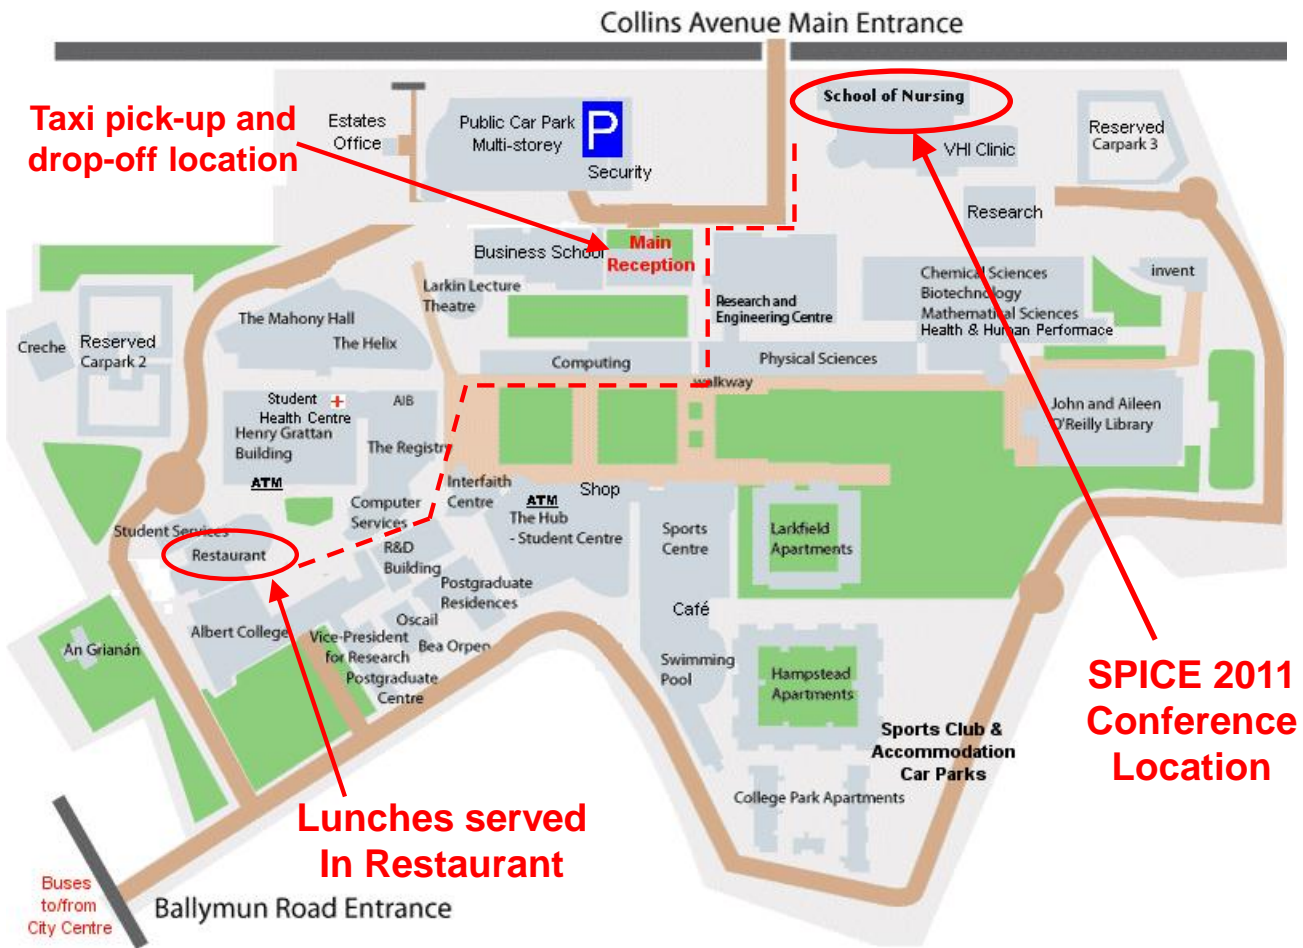 Collins Avenue Main Entrance
Taxi pick-up and
drop-off location
Estates
Office
Public Car Park
Multi-storey
P
Security
School of Nursing
VHI Clinic
Reserved
Carpark 3
Research
Business School
Main
Reception
Larkin Lecture
Theatre
Research and
Engineering Centre
Chemical Sciences
Biotechnology
Mathematical Sciences
Health & Human Performace
invent
The Mahony Hall
The Helix
Creche
Reserved
Carpark 2
Computing
Physical Sciences
walkway
Student
Health Centre
AIB
Henry Grattan
Building
The Registry
ATM
John and Aileen
O'Reilly Library
Interfaith
Centre
ATM
Shop
Computer
Services
The Hub
- Student Centre
Sports
Centre
Larkfield
Apartments
Student Services
Restaurant
R&D
Building
Postgraduate
Residences
Café
Oscail
Albert College
Vice-President
for Research
Bea Orpen
An Grianán
Postgraduate
Centre
Swimming
Pool
Hampstead
Apartments
SPICE 2011
Conference
Location
Sports Club &
Accommodation
Car Parks
College Park Apartments
Lunches served
In Restaurant
Buses
to/from
City Centre
Ballymun Road Entrance